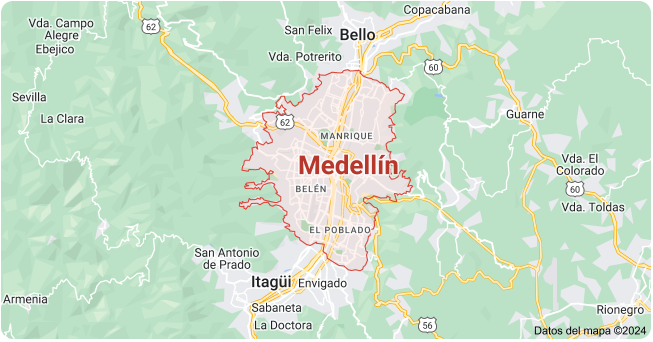 Copacabana
Vda. Campo
Alegre
Ebejico
62
San Felix
Bello
Vda. Potrerito
60
Sevilla
La Clara
62
Guarne
MANRIQUE
Medellín
Vda. El
Colorado
60
BELÉN
Vda. Toldas
EL POBLADO
San Antonio
de Prado
Itagüi
Envigado
Armenia
Sabaneta
La Doctora
56
Rionegro
Datos del mapa ©2024